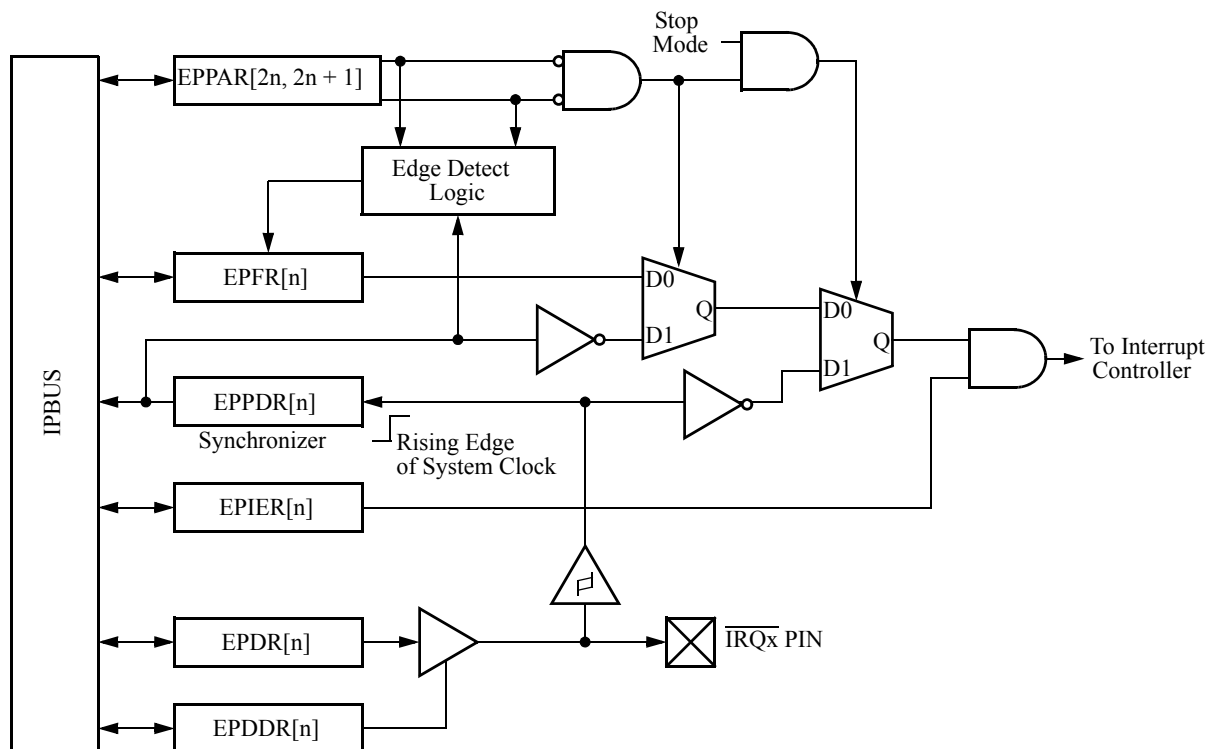 Stop
Mode
EPPAR[2n, 2n + 1]
Edge Detect
Logic
EPFR[n]
D0
Q
D1
D0
Q
D1
To Interrupt
Controller
IPBUS
EPPDR[n]
Synchronizer
Rising Edge
of System Clock
EPIER[n]
EPDR[n]
IRQx PIN
EPDDR[n]